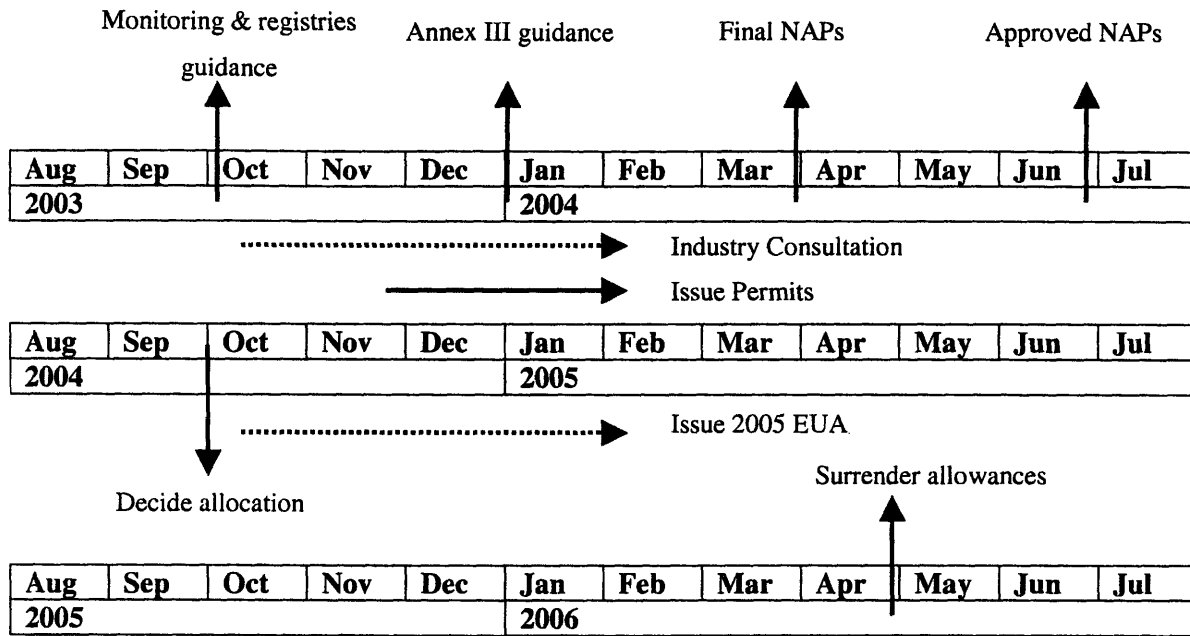 Monitoring & registries
guidance
Annex III guidance
Final NAPs
Approved NAPs
Aug Sep Oct Nov Dec Jan Feb Mar Apr May Jun Jul
2003 2004
Industry Consultation
Issue Permits
Aug Sep Oct Nov Dec Jan Feb Mar Apr May Jun Jul
2004 2005
Issue 2005 EUA
Decide allocation
Surrender allowances
Aug Sep Oct Nov Dec Jan Feb Mar Apr May Jun Jul
2005 2006